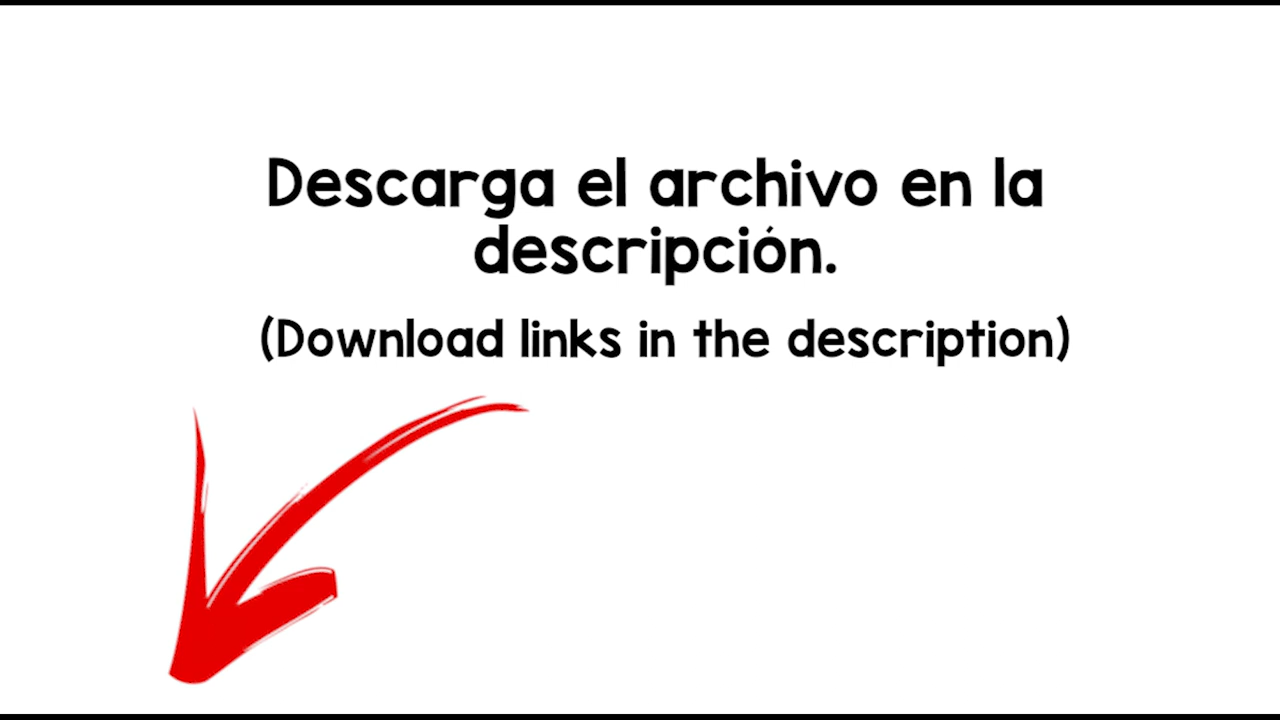 Descarga el archivo en la
descripción.
(Download links in the description)